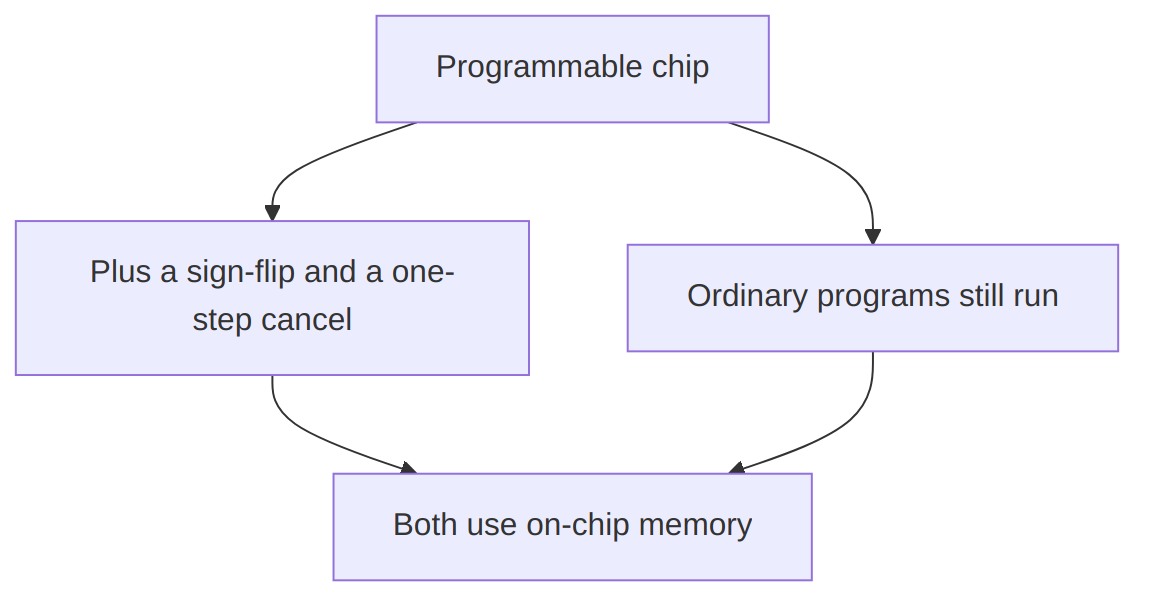 Programmable chip
Plus a sign-flip and a one-
step cancel
Ordinary programs still run
Both use on-chip memory